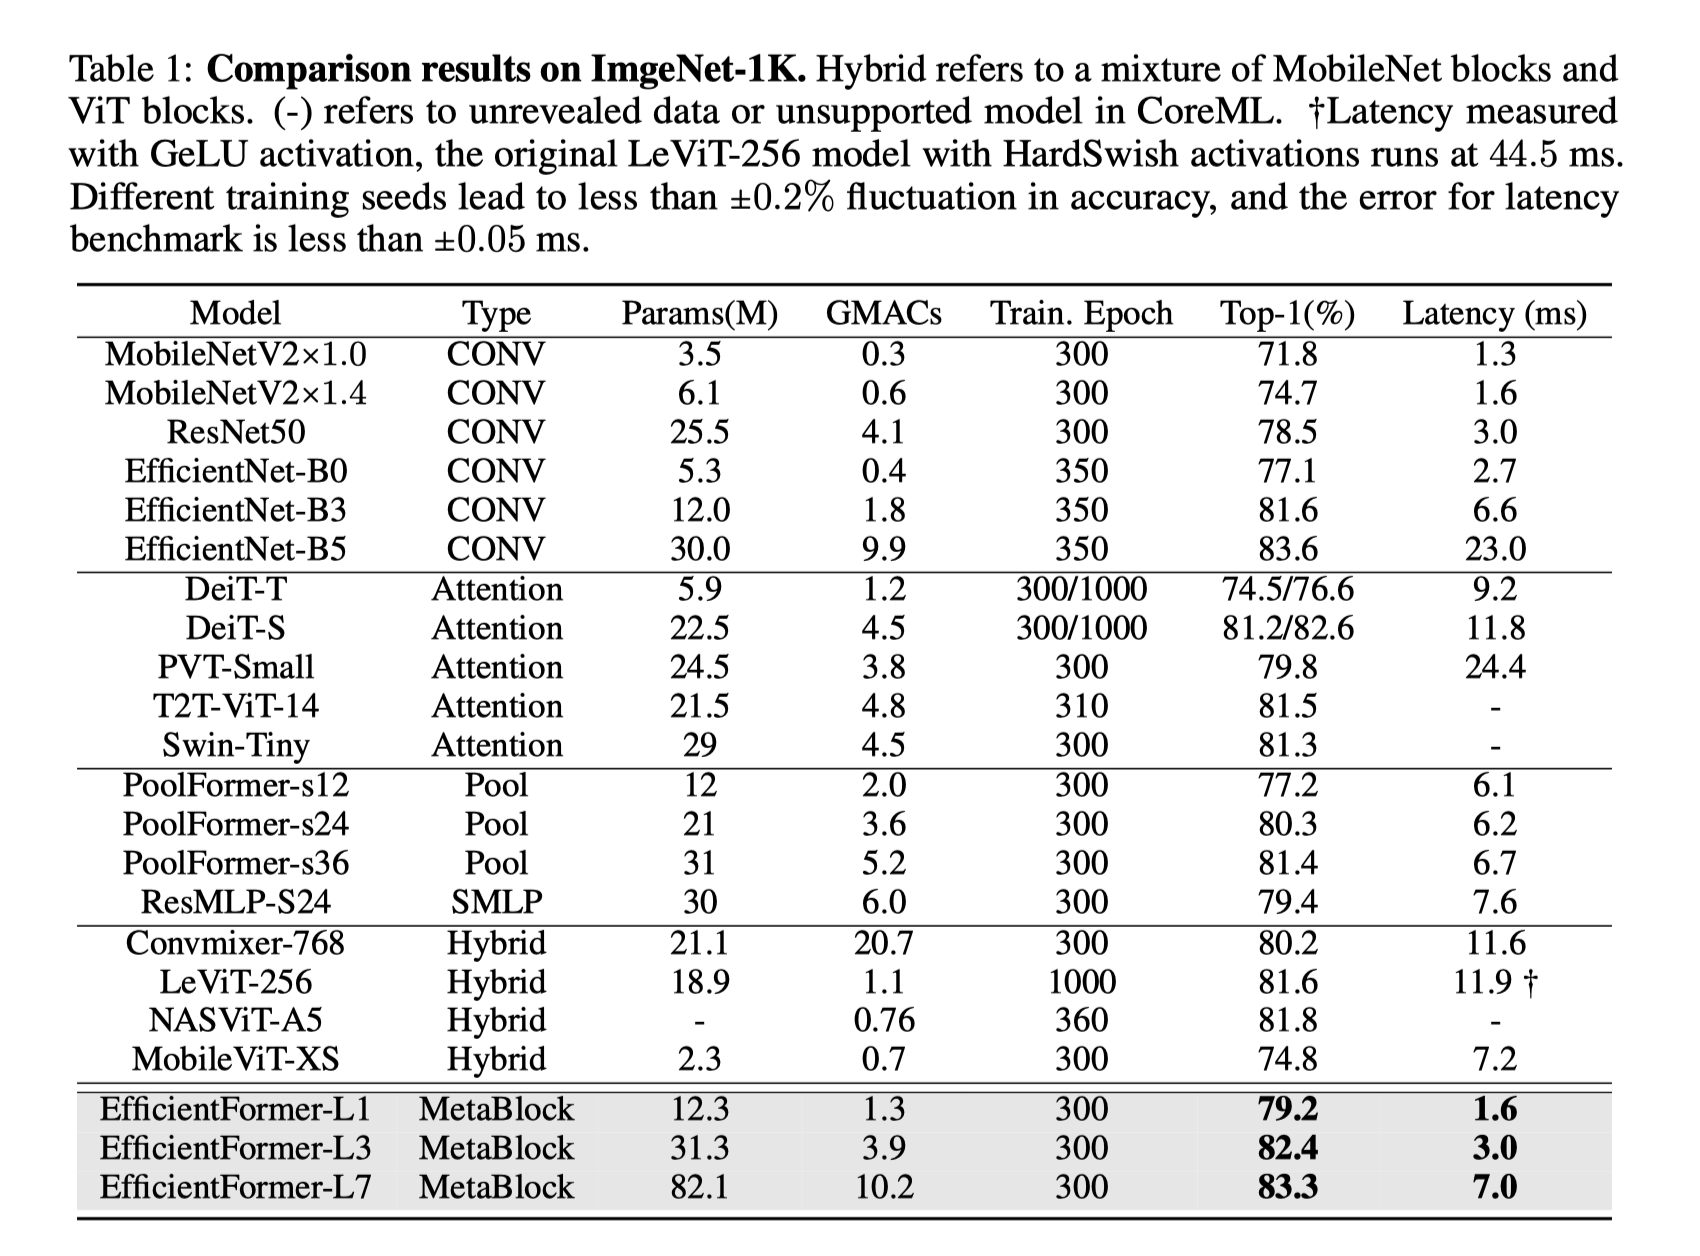 Table 1: Comparison results on ImgeNet-1K. Hybrid refers to a mixture of MobileNet blocks and
ViT blocks. (-) refers to unrevealed data or unsupported model in CoreML. †Latency measured
with GeLU activation, the original LeViT-256 model with HardSwish activations runs at 44.5 ms.
Different training seeds lead to less than ±0.2% fluctuation in accuracy, and the error for latency
benchmark is less than ±0.05 ms.
Model Type Params(M) GMACs Train. Epoch Top-1(%) Latency (ms)
MobileNetV2×1.0 CONV 3.5 0.3 300 71.8 1.3
MobileNetV2×1.4 CONV 6.1 0.6 300 74.7 1.6
ResNet50 CONV 25.5 4.1 300 78.5 3.0
EfficientNet-B0 CONV 5.3 0.4 350 77.1 2.7
EfficientNet-B3 CONV 12.0 1.8 350 81.6 6.6
EfficientNet-B5 CONV 30.0 9.9 350 83.6 23.0
DeiT-T Attention 5.9 1.2 300/1000 74.5/76.6 9.2
DeiT-S Attention 22.5 4.5 300/1000 81.2/82.6 11.8
PVT-Small Attention 24.5 3.8 300 79.8 24.4
T2T-ViT-14 Attention 21.5 4.8 310 81.5 -
Swin-Tiny Attention 29 4.5 300 81.3 -
PoolFormer-s12 Pool 12 2.0 300 77.2 6.1
PoolFormer-s24 Pool 21 3.6 300 80.3 6.2
PoolFormer-s36 Pool 31 5.2 300 81.4 6.7
ResMLP-S24 SMLP 30 6.0 300 79.4 7.6
Convmixer-768 Hybrid 21.1 20.7 300 80.2 11.6
LeViT-256 Hybrid 18.9 1.1 1000 81.6 11.9 †
NASViT-A5 Hybrid - 0.76 360 81.8 -
MobileViT-XS Hybrid 2.3 0.7 300 74.8 7.2
EfficientFormer-L1 MetaBlock 12.3 1.3 300 79.2 1.6
EfficientFormer-L3 MetaBlock 31.3 3.9 300 82.4 3.0
EfficientFormer-L7 MetaBlock 82.1 10.2 300 83.3 7.0